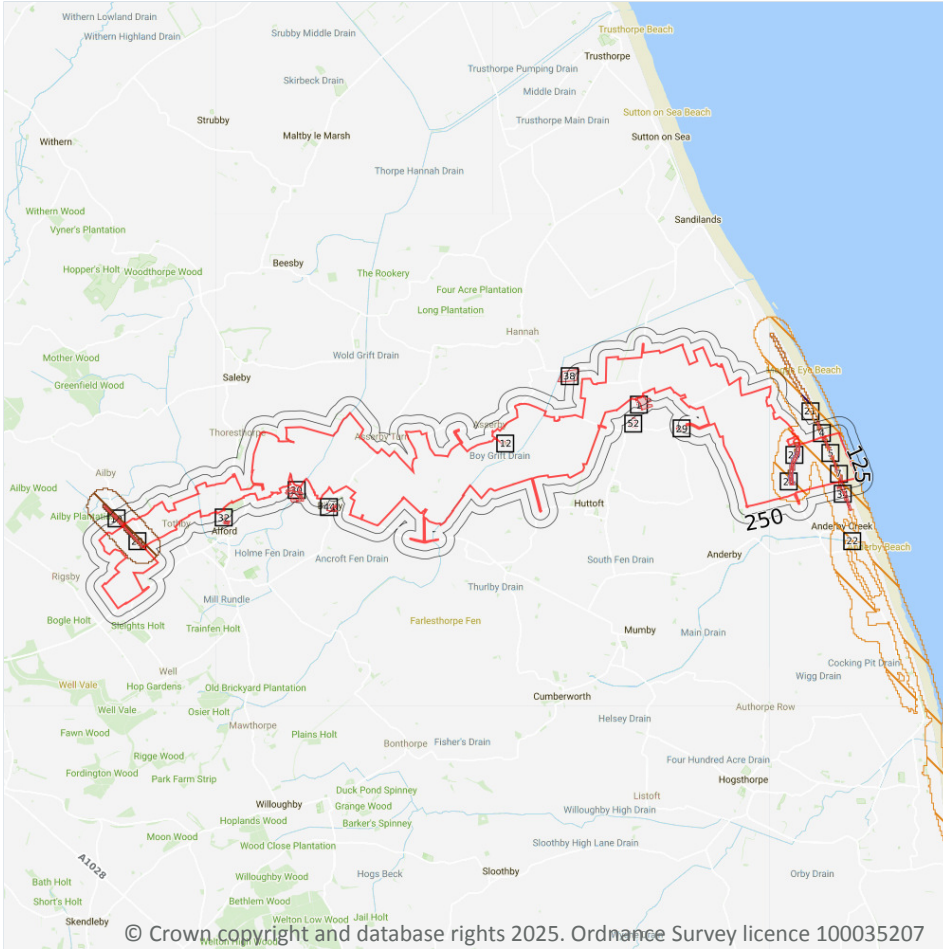 Withern Lowland Drain
Withern Highland Drain
Srubby Middle Drain
Trusthorpe Beach
Trusthorpe
Trusthorpe Pumping Drain
Skirbeck Drain
Middle Drain
Strubby
Trusthorpe Main Drain
Sutton on Sea Beach
Maltby le Marsh
Sutton on Sea
Withern
Thorpe Hannah Drain
Withern Wood
Vyner's Plantation
Sandilands
Hopper's Holt
Woodthorpe Wood
Beesby
The Rookery
Four Acre Plantation
Long Plantation
Hannah
Mother Wood
Wold Grift Drain
Saleby
Greenfield Wood
38
21
Thoresthorpe
Asserby Turn
Asserby
52
29
12
Boy Grift Drain
125
Ailby
Ailby Wood
Ailby Plantation
Tothby
32
Alford
Huttoft
250
Anderby Creek
22
Holme Fen Drain
Ancroft Fen Drain
South Fen Drain
Anderby
Rigsby
Thurlby Drain
Mill Rundle
Bogle Holt
Sleights Holt
Trainfen Holt
Farlesthorpe Fen
Mumby
Main Drain
Cocking Pit Drain
Wigg Drain
Well
Well Vale
Hop Gardens
Old Brickyard Plantation
Cumberworth
Authorpe Row
Well Vale
Osier Holt
Mawthorpe
Helsey Drain
Fawn Wood
Plains Holt
Bonthorpe
Fisher's Drain
Rigge Wood
Four Hundred Acre Drain
Fordington Wood
Park Farm Strip
Hogsthorpe
Duck Pond Spinney
Listoft
Willoughby
Grange Wood
Willoughby High Drain
Hoplands Wood
Barker's Spinney
Moon Wood
Wood Close Plantation
Sloothby High Lane Drain
A1028
Hogs Beck
Sloothby
Orby Drain
Bath Holt
Willoughby Wood
Short's Holt
Bethlem Wood
Skendleby
Welton Low Wood
Jail Holt
Welton High Wood
© Crown copyright and database rights 2025. Ordnance Survey licence 100035207